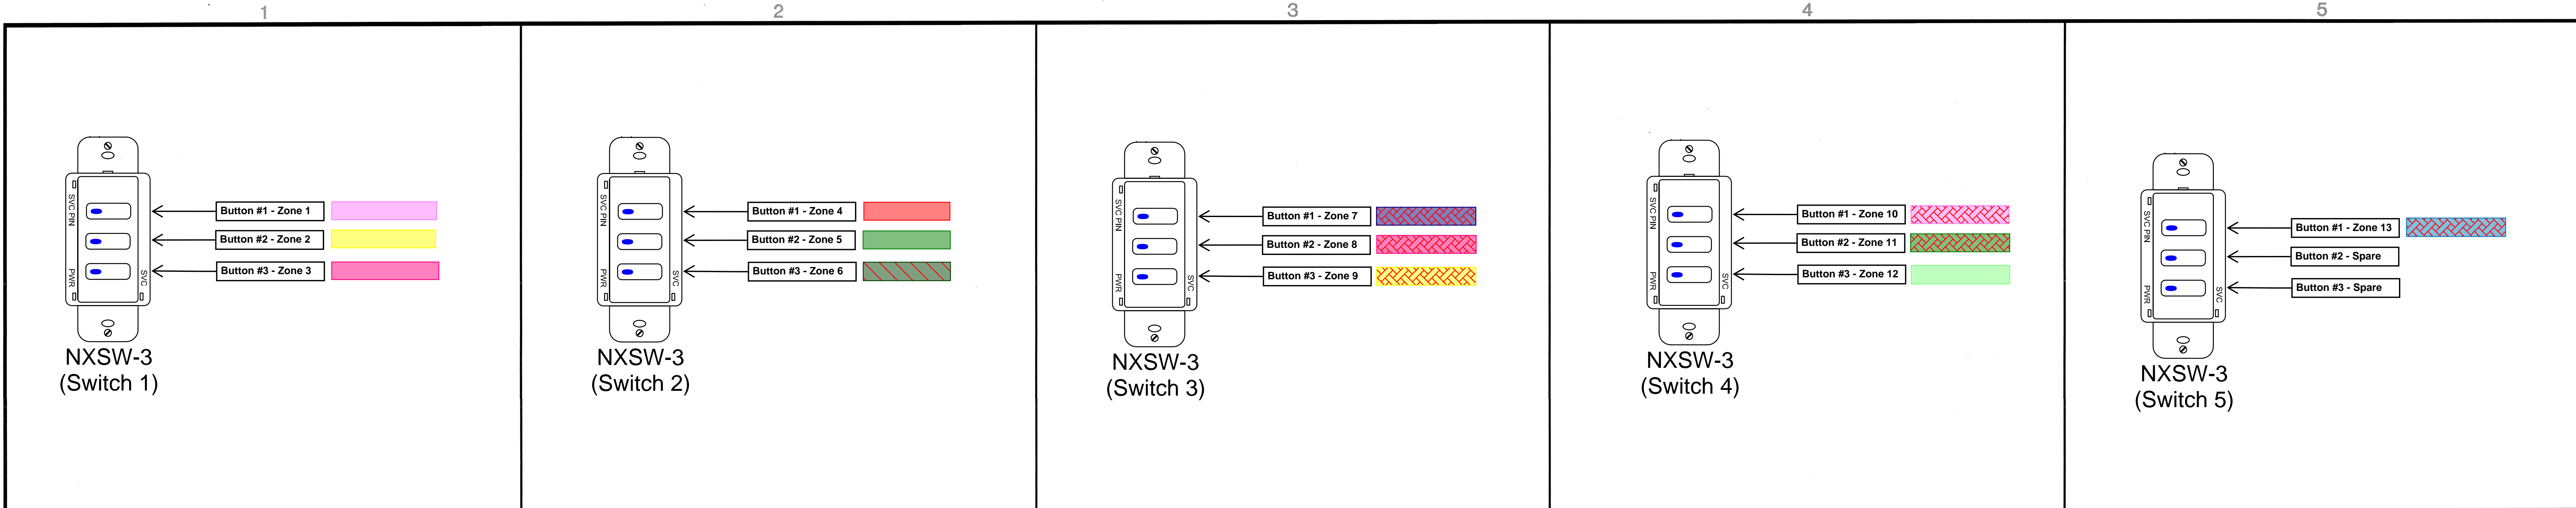 1
2
3
4
5
SVC PIN
PWR
SVC
Button #1 - Zone 1
Button #2 - Zone 2
Button #3 - Zone 3
NXSW-3
(Switch 1)
SVC PIN
PWR
SVC
Button #1 - Zone 4
Button #2 - Zone 5
Button #3 - Zone 6
NXSW-3
(Switch 2)
SVC PIN
PWR
SVC
Button #1 - Zone 7
Button #2 - Zone 8
Button #3 - Zone 9
NXSW-3
(Switch 3)
SVC PIN
PWR
SVC
Button #1 - Zone 10
Button #2 - Zone 11
Button #3 - Zone 12
NXSW-3
(Switch 4)
SVC PIN
PWR
SVC
Button #1 - Zone 13
Button #2 - Spare
Button #3 - Spare
NXSW-3
(Switch 5)